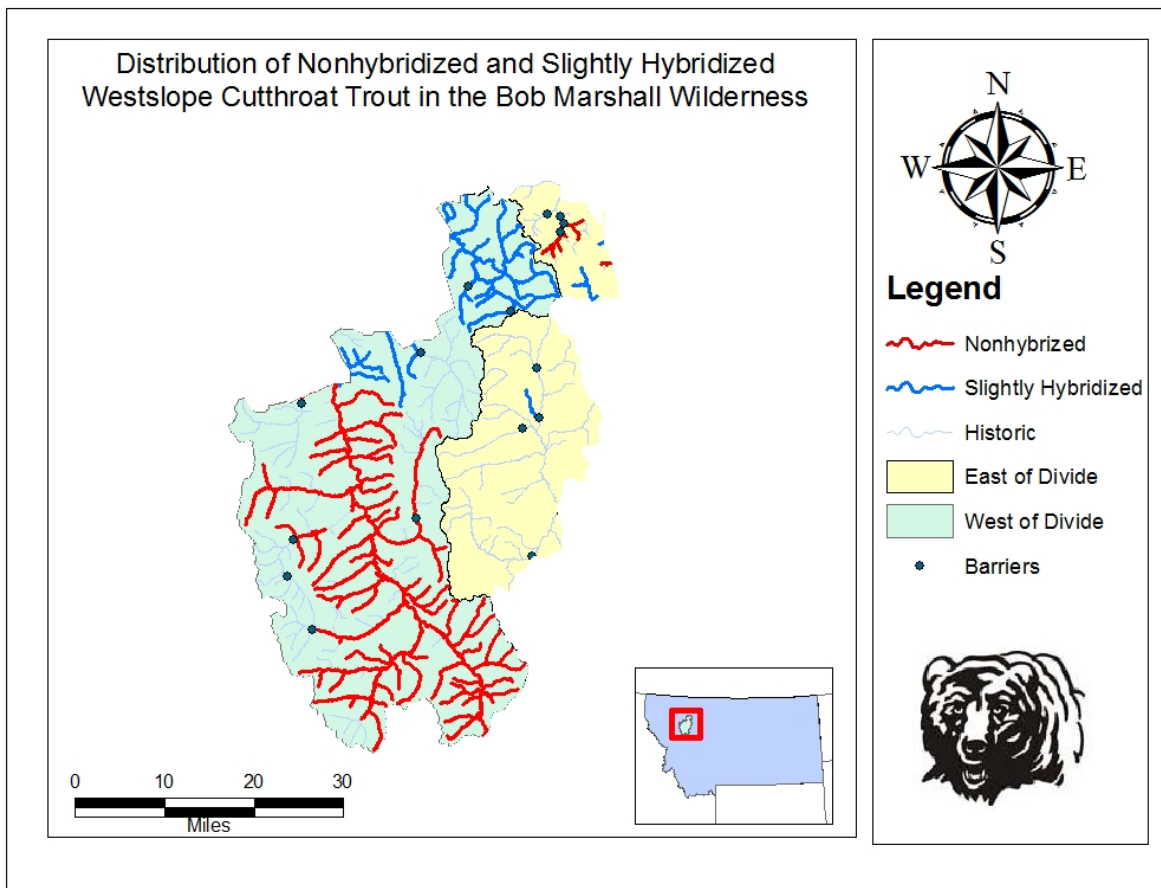 Distribution of Nonhybridized and Slightly Hybridized
Westslope Cutthroat Trout in the Bob Marshall Wilderness
N
W
E
S
Legend
Nonhybrized
Slightly Hybridized
Historic
East of Divide
West of Divide
Barriers
0 10 20 30
Miles